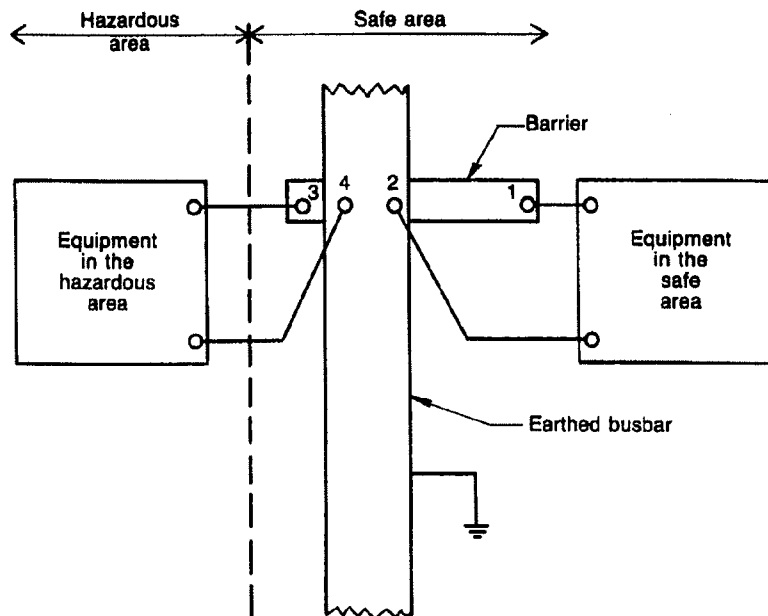 Hazardous
area
Safe area
Barrier
3
4
2
1
Equipment
in the
hazardous
area
Equipment
in the
safe
area
Earthed busbar